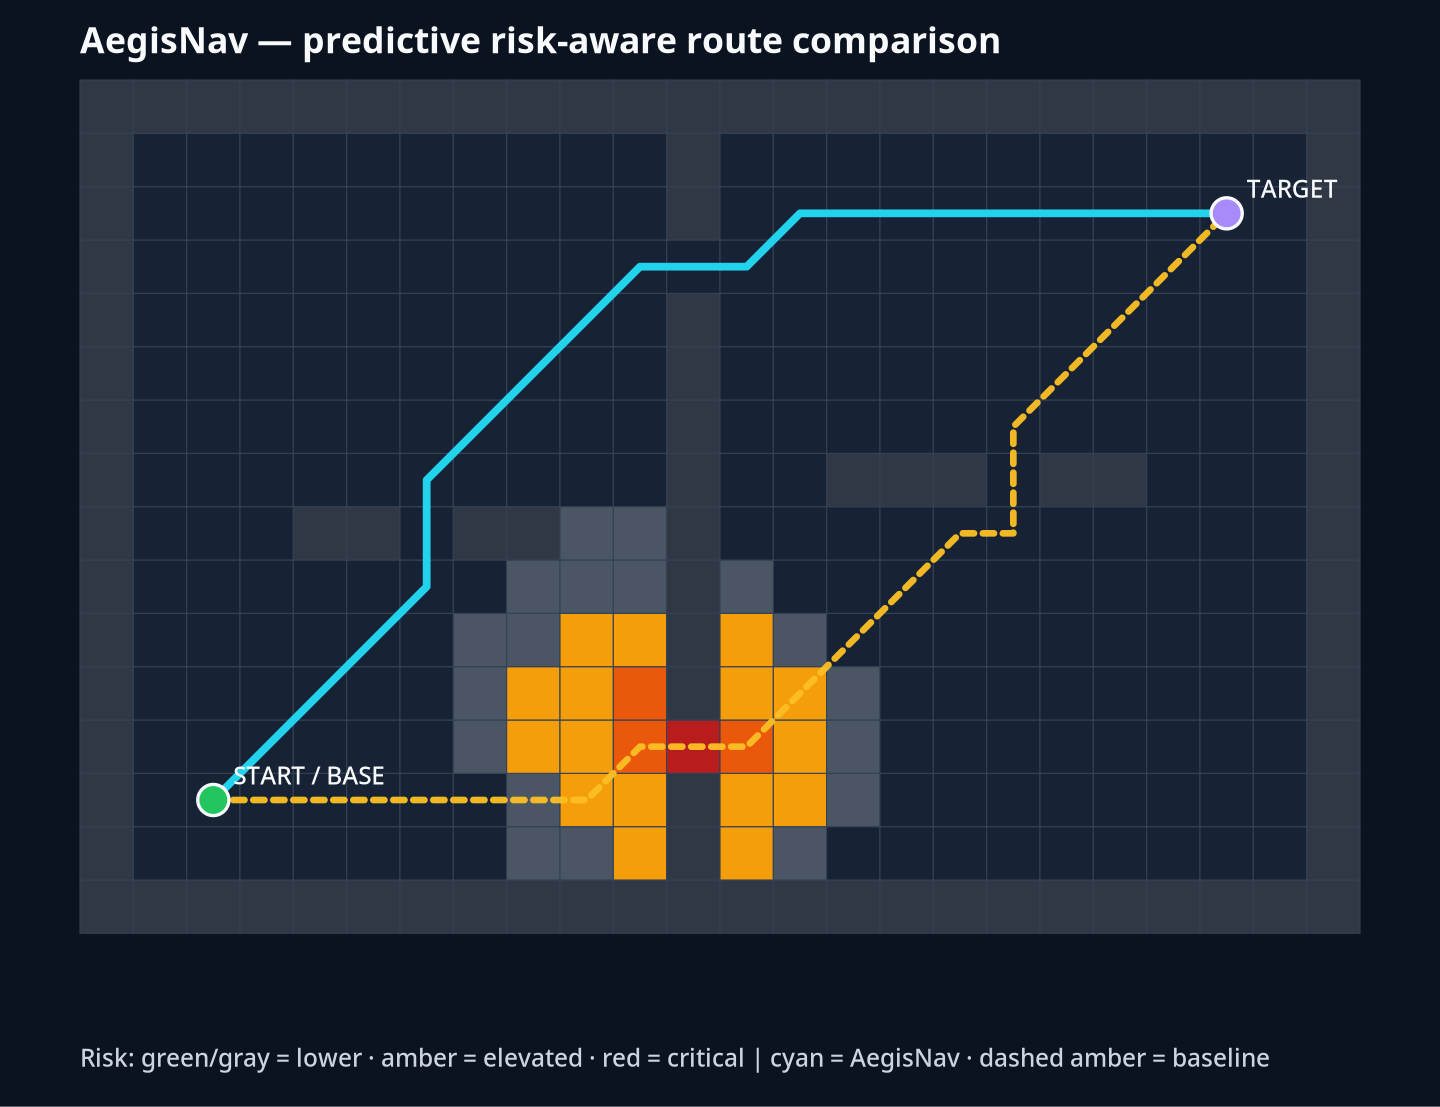 AegisNav — predictive risk-aware route comparison
TARGET
START / BASE
Risk: green/gray = lower · amber = elevated · red = critical | cyan = AegisNav · dashed amber = baseline